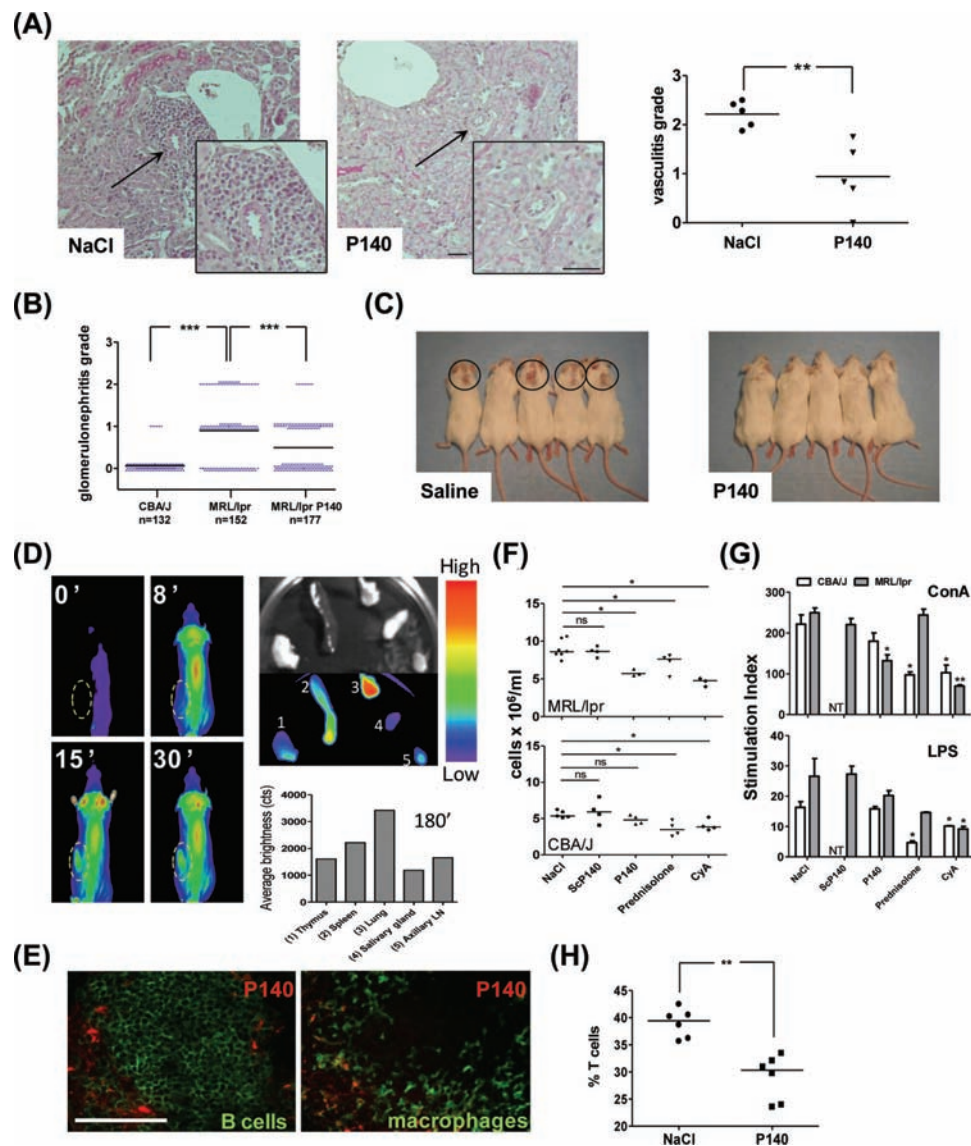 (A)
NaCl
P140
vasculitis grade
3
2
1
0
**
NaCl
P140
(B)
glomerulonephritis grade
3
2
1
0
***
***
CBA/J
n=132
MRL/lpr
n=152
MRL/lpr P140
n=177
(C)
Saline
P140
(D)
0’
8’
15’
30’
High
Low
1
2
3
4
5
Average brightness (cts)
4000
3000
2000
1000
0
180’
(1) Thymus
(2) Spleen
(3) Lung
(4) Salivary gland
(5) Axillary LN
(E)
P140
B cells
P140
macrophages
(F)
cells x 10⁶/ml
15
10
5
0
*
*
*
ns
MRL/lpr
15
10
5
0
*
*
ns
ns
CBA/J
NaCl
ScP140
P140
Prednisolone
CyA
(G)
CBA/J
MRL/lpr
ConA
Stimulation Index
300
200
100
0
NT
*
*
*
**
LPS
40
30
20
10
0
NT
*
*
*
NaCl
ScP140
P140
Prednisolone
CyA
(H)
% T cells
45
40
35
30
25
20
**
NaCl
P140